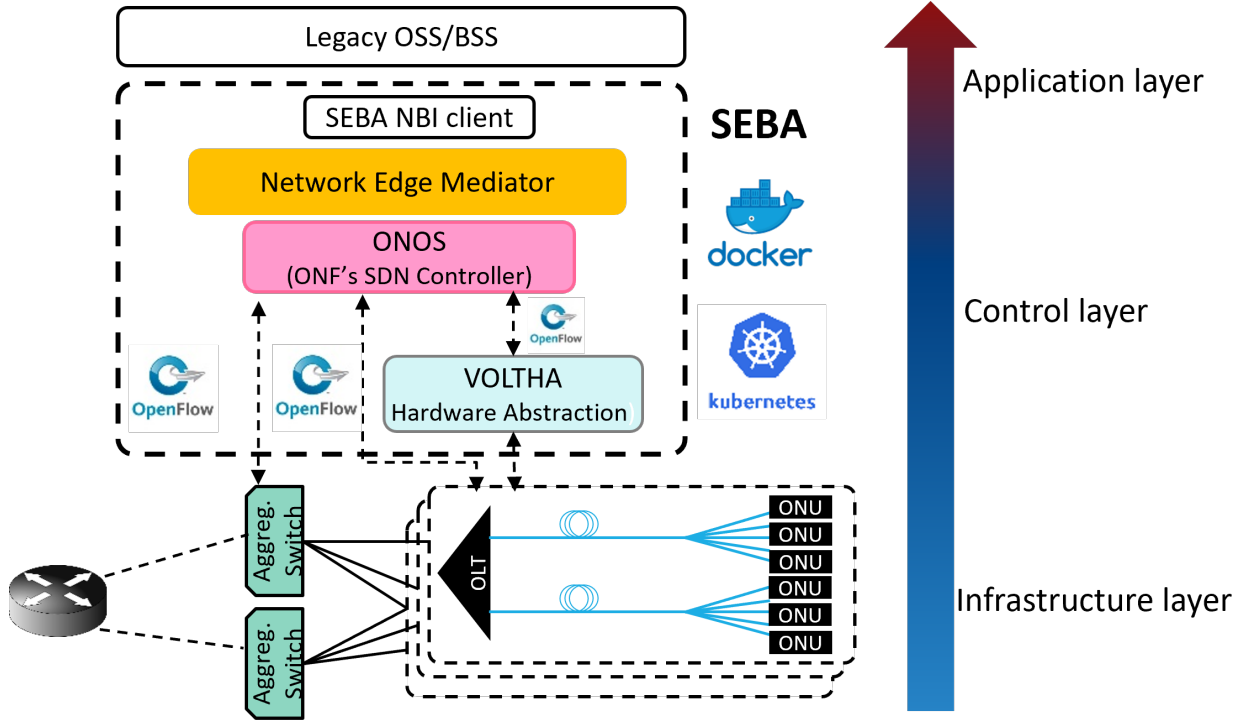 Legacy OSS/BSS
SEBA NBI client
Network Edge Mediator
ONOS
(ONF's SDN Controller)
OpenFlow
OpenFlow
OpenFlow
VOLTHA
Hardware Abstraction)
SEBA
docker
kubernetes
Application layer
Control layer
Infrastructure layer
Aggreg.
Switch
Aggreg.
Switch
OLT
ONU
ONU
ONU
ONU
ONU
ONU